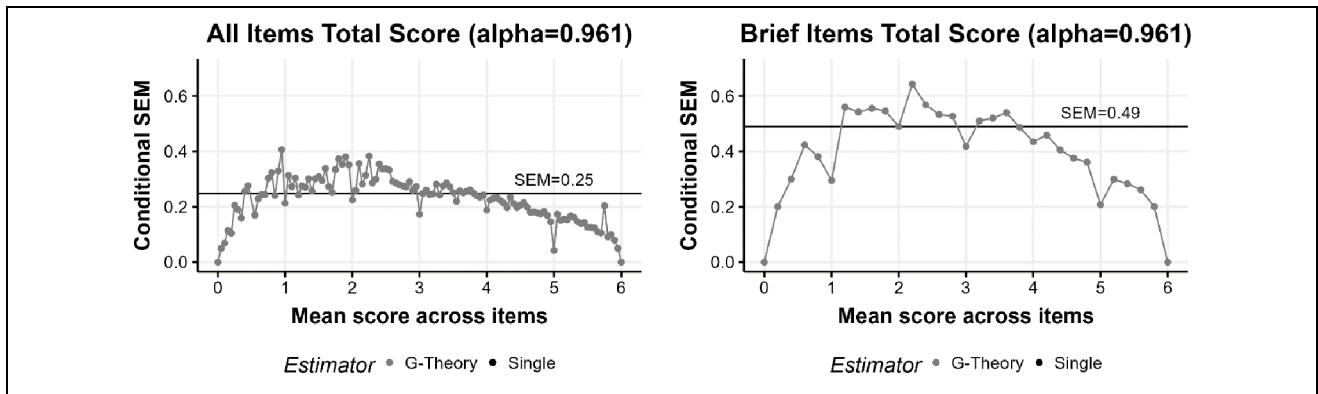 All Items Total Score (alpha=0.961)
Conditional SEM
0.6
0.4
0.2
0.0
SEM=0.25
0 1 2 3 4 5 6
Mean score across items
Estimator G-Theory Single
Brief Items Total Score (alpha=0.961)
Conditional SEM
0.6
0.4
0.2
0.0
SEM=0.49
0 1 2 3 4 5 6
Mean score across items
Estimator G-Theory Single